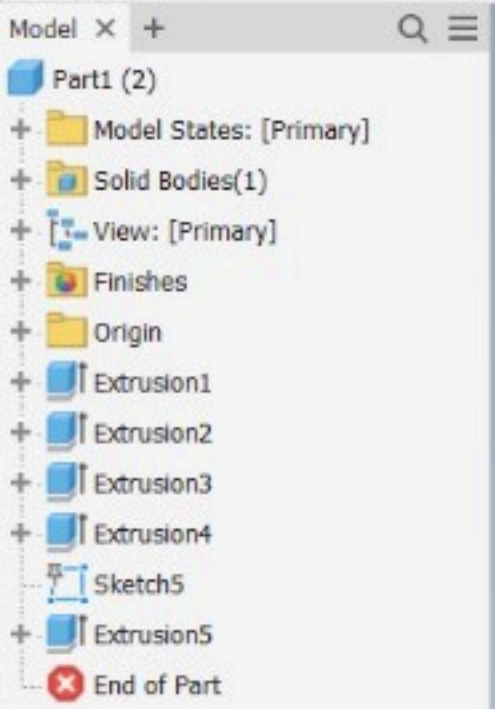 Model
Part1 (2)
Model States: [Primary]
Solid Bodies(1)
View: [Primary]
Finishes
Origin
Extrusion1
Extrusion2
Extrusion3
Extrusion4
Sketch5
Extrusion5
End of Part